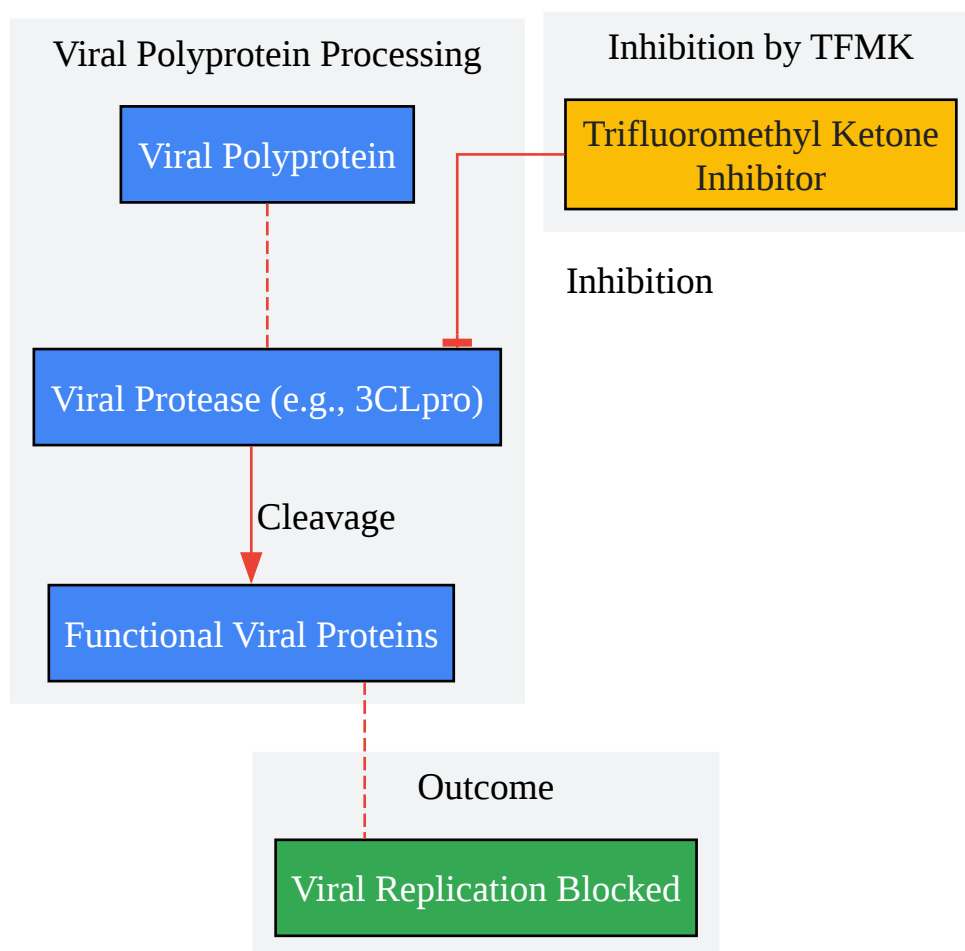 Viral Polyprotein Processing
Viral Polyprotein
Inhibition by TFMK
Trifluoromethyl Ketone
Inhibitor
Inhibition
Viral Protease (e.g., 3CLpro)
Cleavage
Functional Viral Proteins
Outcome
Viral Replication Blocked